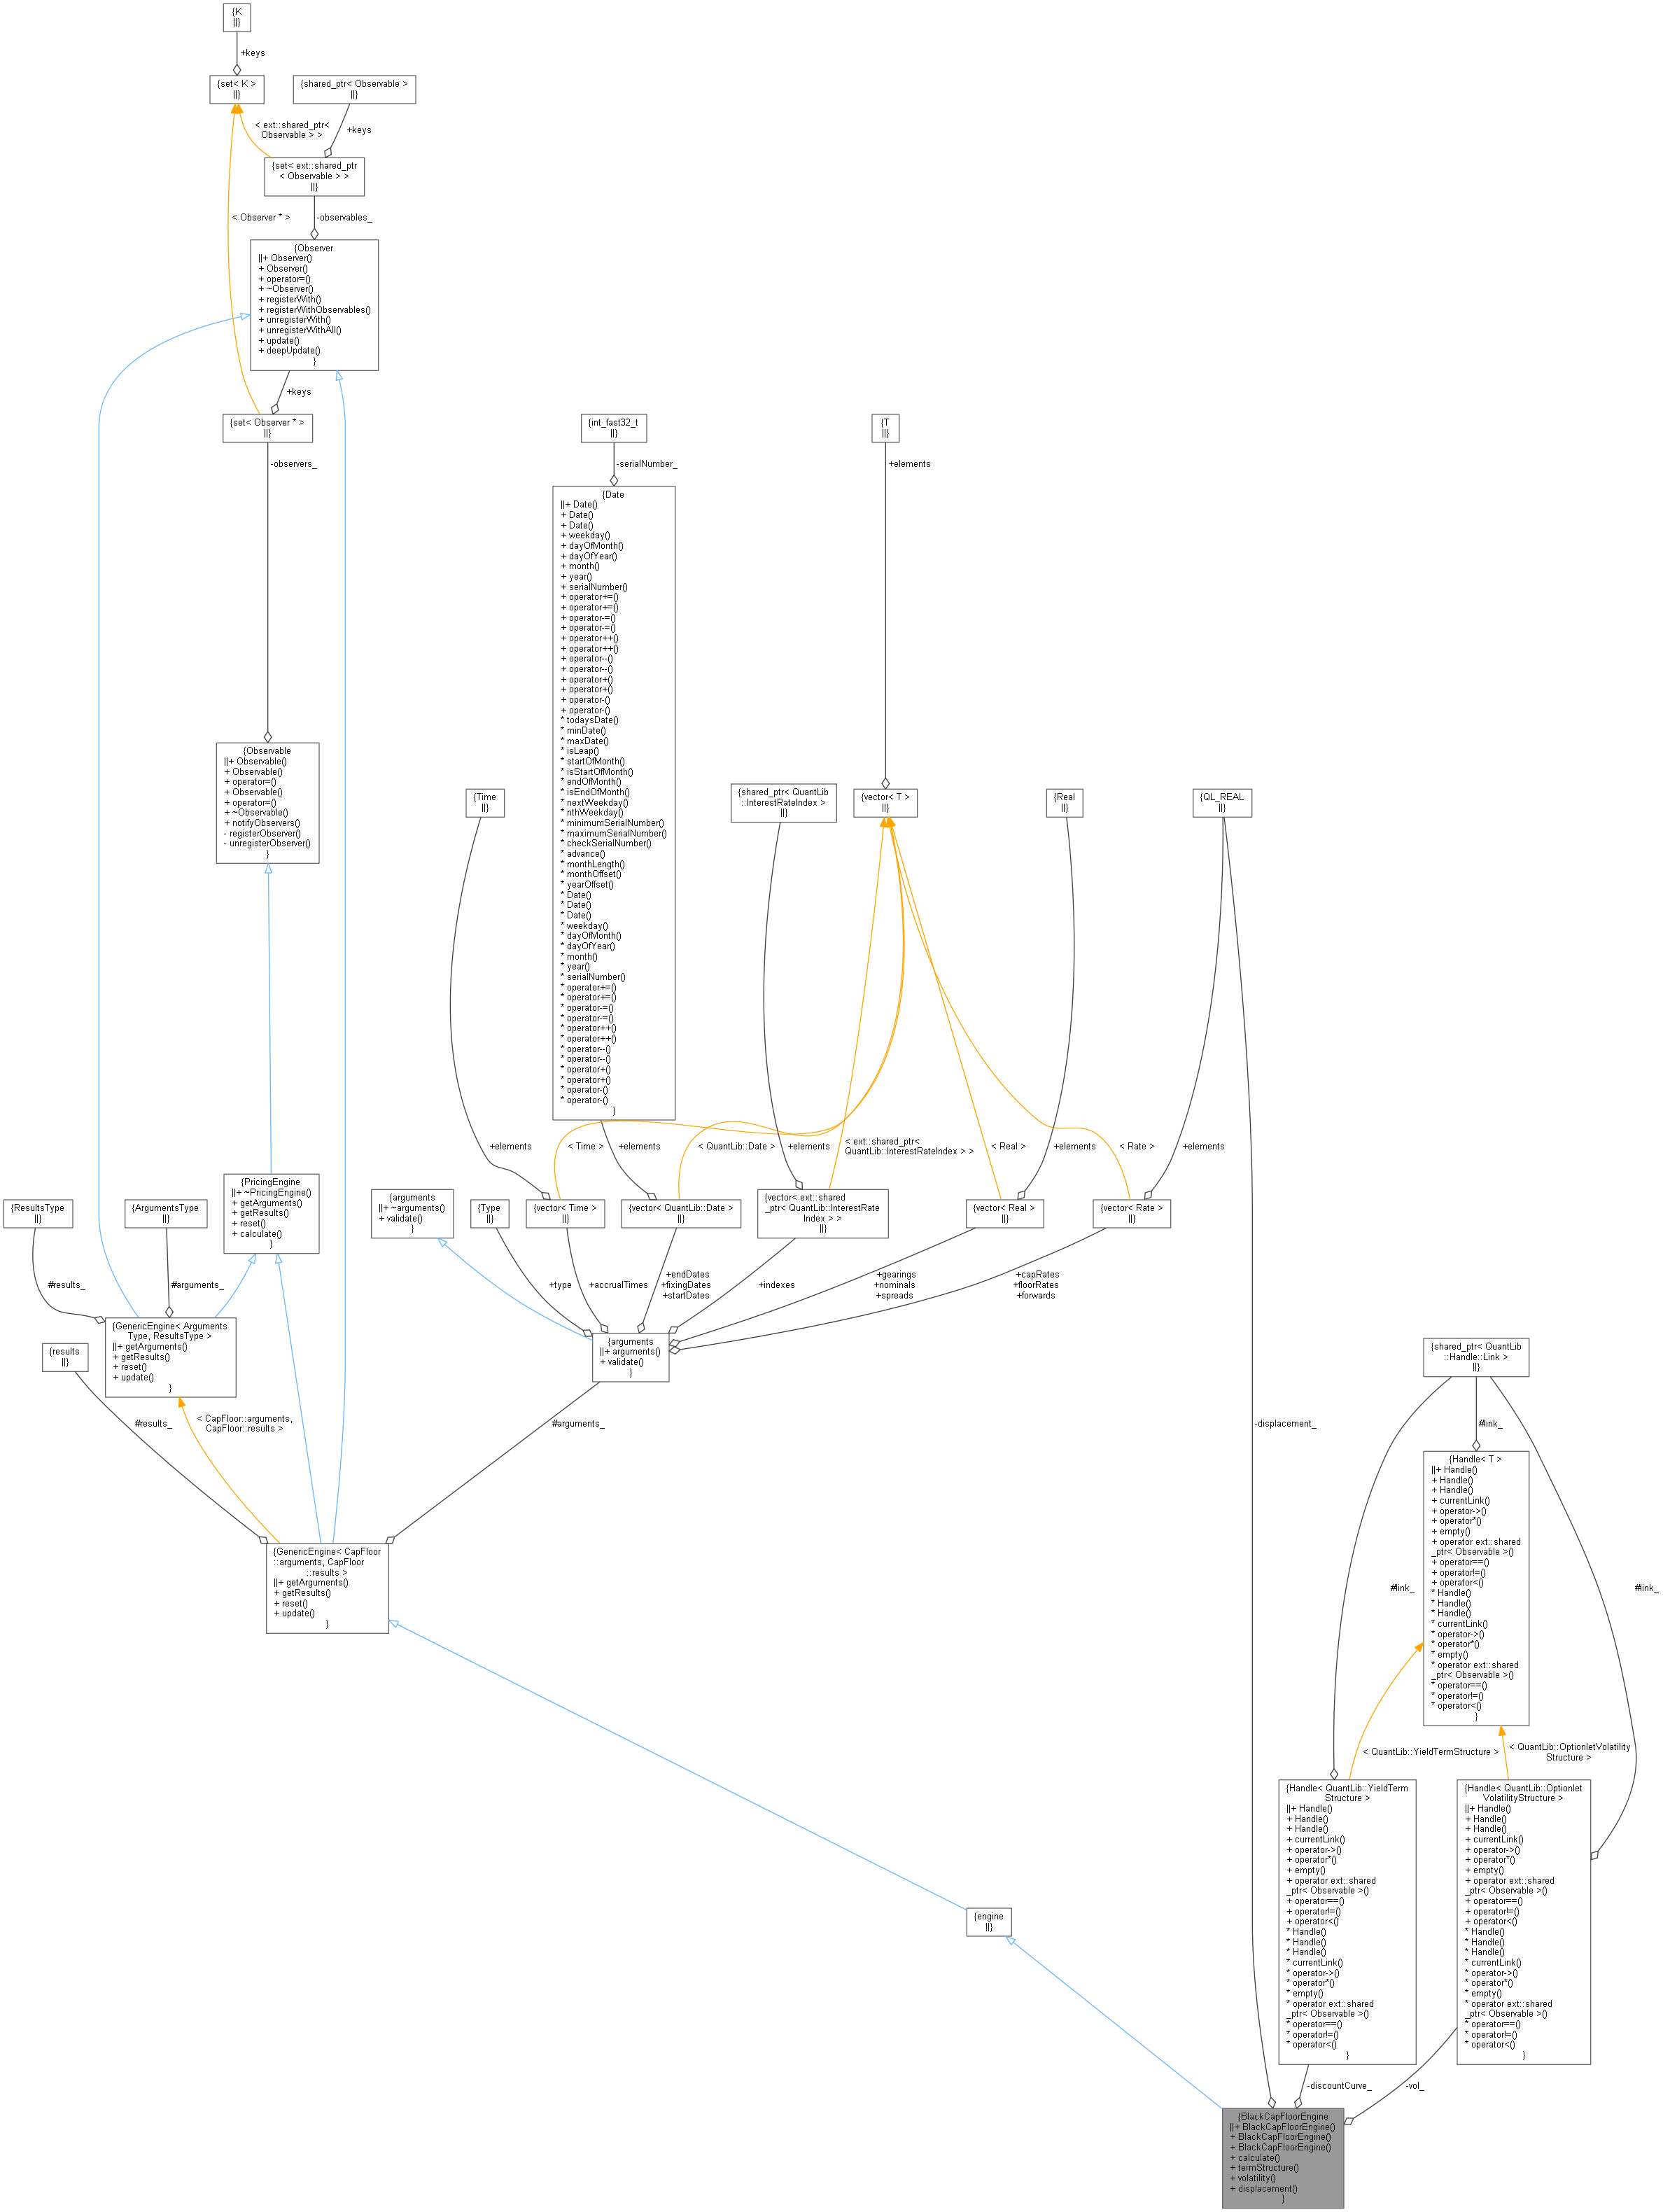 {K
||}
+keys
{set< K >
||}
{shared_ptr< Observable >
||}
< ext::shared_ptr<
Observable > >
+keys
{set< ext::shared_ptr
< Observable > >
||}
< Observer * >
-observables_
{Observer
||+ Observer()
+ Observer()
+ operator=()
+ ~Observer()
+ registerWith()
+ registerWithObservables()
+ unregisterWith()
+ unregisterWithAll()
+ update()
+ deepUpdate()
}
+keys
{set< Observer * >
||}
-observers_
{int_fast32_t
||}
-serialNumber_
{T
||}
+elements
{Date
||+ Date()
+ Date()
+ Date()
+ weekday()
+ dayOfMonth()
+ dayOfYear()
+ month()
+ year()
+ serialNumber()
+ operator+=()
+ operator+=()
+ operator-=()
+ operator-=()
+ operator++()
+ operator++()
+ operator--()
+ operator--()
+ operator+()
+ operator+()
+ operator-()
+ operator-()
* todaysDate()
* minDate()
* maxDate()
* isLeap()
* startOfMonth()
* isStartOfMonth()
* endOfMonth()
* isEndOfMonth()
* nextWeekday()
* nthWeekday()
* minimumSerialNumber()
* maximumSerialNumber()
* checkSerialNumber()
* advance()
* monthLength()
* monthOffset()
* yearOffset()
* Date()
* Date()
* Date()
* weekday()
* dayOfMonth()
* dayOfYear()
* month()
* year()
* serialNumber()
* operator+=()
* operator+=()
* operator-=()
* operator-=()
* operator++()
* operator++()
* operator--()
* operator--()
* operator+()
* operator+()
* operator-()
* operator-()
}
{Observable
||+ Observable()
+ Observable()
+ operator=()
+ Observable()
+ operator=()
+ ~Observable()
+ notifyObservers()
- registerObserver()
- unregisterObserver()
}
{Time
||}
{shared_ptr< QuantLib
::InterestRateIndex >
||}
{vector< T >
||}
{Real
||}
{QL_REAL
||}
+elements
< Time >
+elements
< QuantLib::Date >
+elements
< ext::shared_ptr<
QuantLib::InterestRateIndex > >
< Real >
+elements
< Rate >
+elements
{PricingEngine
||+ ~PricingEngine()
+ getArguments()
+ getResults()
+ reset()
+ calculate()
}
{ResultsType
||}
{ArgumentsType
||}
{arguments
||+ ~arguments()
+ validate()
}
{Type
||}
{vector< Time >
||}
{vector< QuantLib::Date >
||}
{vector< ext::shared
_ptr< QuantLib::InterestRate
Index > >
||}
{vector< Real >
||}
{vector< Rate >
||}
#results_
#arguments_
+type
+accrualTimes
+endDates
+fixingDates
+startDates
+indexes
+gearings
+nominals
+spreads
+capRates
+floorRates
+forwards
{GenericEngine< Arguments
Type, ResultsType >
||+ getArguments()
+ getResults()
+ reset()
+ update()
}
{results
||}
{arguments
||+ arguments()
+ validate()
}
#results_
< CapFloor::arguments,
CapFloor::results >
#arguments_
-displacement_
{shared_ptr< QuantLib
::Handle::Link >
||}
#link_
{Handle< T >
||+ Handle()
+ Handle()
+ Handle()
+ currentLink()
+ operator->()
+ operator*()
+ empty()
+ operator ext::shared
_ptr< Observable >()
+ operator==()
+ operator!=()
+ operator<()
* Handle()
* Handle()
* Handle()
* currentLink()
* operator->()
* operator*()
* empty()
* operator ext::shared
_ptr< Observable >()
* operator==()
* operator!=()
* operator<()
}
#link_
#link_
{GenericEngine< CapFloor
::arguments, CapFloor
::results >
||+ getArguments()
+ getResults()
+ reset()
+ update()
}
< QuantLib::YieldTermStructure >
< QuantLib::OptionletVolatility
Structure >
{Handle< QuantLib::YieldTerm
Structure >
||+ Handle()
+ Handle()
+ Handle()
+ currentLink()
+ operator->()
+ operator*()
+ empty()
+ operator ext::shared
_ptr< Observable >()
+ operator==()
+ operator!=()
+ operator<()
* Handle()
* Handle()
* Handle()
* currentLink()
* operator->()
* operator*()
* empty()
* operator ext::shared
_ptr< Observable >()
* operator==()
* operator!=()
* operator<()
}
{Handle< QuantLib::Optionlet
VolatilityStructure >
||+ Handle()
+ Handle()
+ Handle()
+ currentLink()
+ operator->()
+ operator*()
+ empty()
+ operator ext::shared
_ptr< Observable >()
+ operator==()
+ operator!=()
+ operator<()
* Handle()
* Handle()
* Handle()
* currentLink()
* operator->()
* operator*()
* empty()
* operator ext::shared
_ptr< Observable >()
* operator==()
* operator!=()
* operator<()
}
{engine
||}
-discountCurve_
-vol_
{BlackCapFloorEngine
||+ BlackCapFloorEngine()
+ BlackCapFloorEngine()
+ BlackCapFloorEngine()
+ calculate()
+ termStructure()
+ volatility()
+ displacement()
}